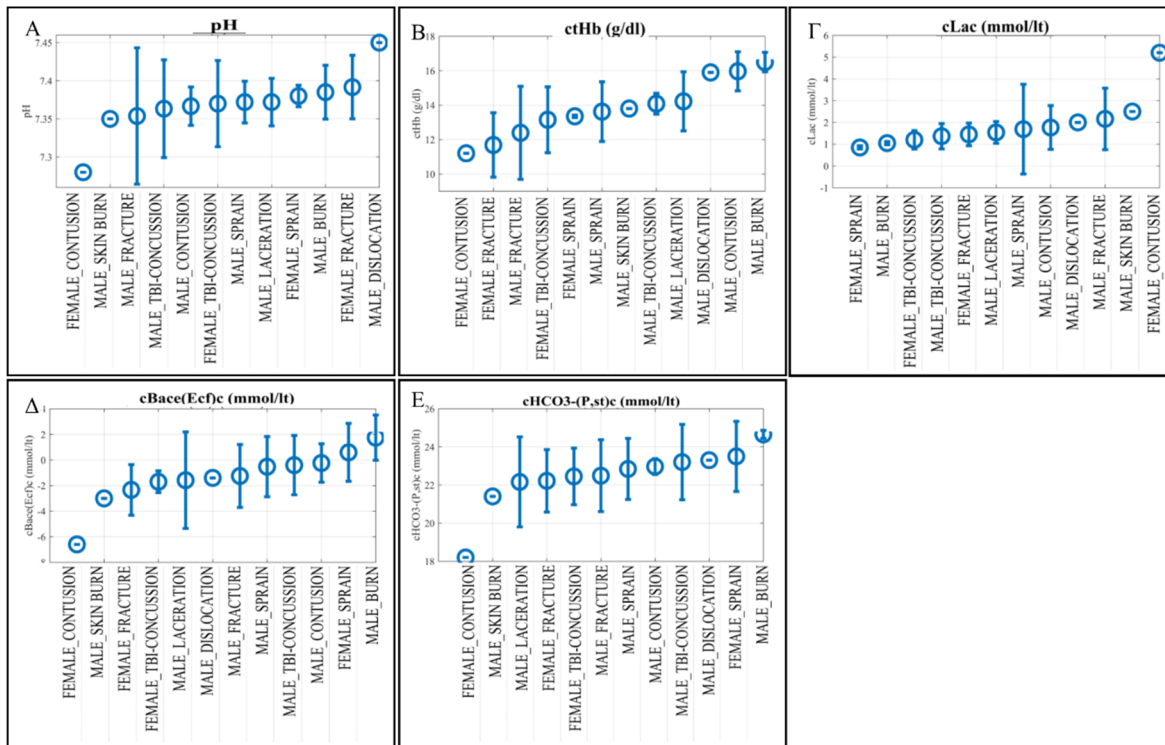 A
pH
7.45
7.4
7.35
7.3
pH
FEMALE_CONTUSION
MALE_SKIN BURN
MALE_FRACTURE
MALE_TBI-CONCUSSION
MALE_CONTUSION
FEMALE_TBI-CONCUSSION
MALE_SPRAIN
MALE_LACERATION
FEMALE_SPRAIN
MALE_BURN
FEMALE_FRACTURE
MALE_DISLOCATION
B
ctHb (g/dl)
18
16
14
12
10
ctHb (g/dl)
FEMALE_CONTUSION
FEMALE_FRACTURE
MALE_FRACTURE
FEMALE_TBI-CONCUSSION
FEMALE_SPRAIN
MALE_SPRAIN
MALE_SKIN BURN
MALE_TBI-CONCUSSION
MALE_LACERATION
MALE_DISLOCATION
MALE_CONTUSION
MALE_BURN
Γ
cLac (mmol/lt)
6
5
4
3
2
1
0
-1
cLac (mmol/lt)
FEMALE_SPRAIN
MALE_BURN
FEMALE_TBI-CONCUSSION
MALE_TBI-CONCUSSION
FEMALE_FRACTURE
MALE_LACERATION
MALE_SPRAIN
MALE_CONTUSION
MALE_DISLOCATION
MALE_FRACTURE
MALE_SKIN BURN
FEMALE_CONTUSION
Δ
cBace(Ecf)c (mmol/lt)
2
0
-2
-4
-6
cBace(Ecf)c (mmol/lt)
FEMALE_CONTUSION
MALE_SKIN BURN
FEMALE_FRACTURE
FEMALE_TBI-CONCUSSION
MALE_LACERATION
MALE_DISLOCATION
MALE_FRACTURE
MALE_SPRAIN
MALE_TBI-CONCUSSION
MALE_CONTUSION
FEMALE_SPRAIN
MALE_BURN
E
cHCO3-(P,st)c (mmol/lt)
26
24
22
20
18
cHCO3-(P,st)c (mmol/lt)
FEMALE_CONTUSION
MALE_SKIN BURN
MALE_LACERATION
FEMALE_FRACTURE
FEMALE_TBI-CONCUSSION
MALE_FRACTURE
MALE_SPRAIN
MALE_CONTUSION
MALE_TBI-CONCUSSION
MALE_DISLOCATION
FEMALE_SPRAIN
MALE_BURN